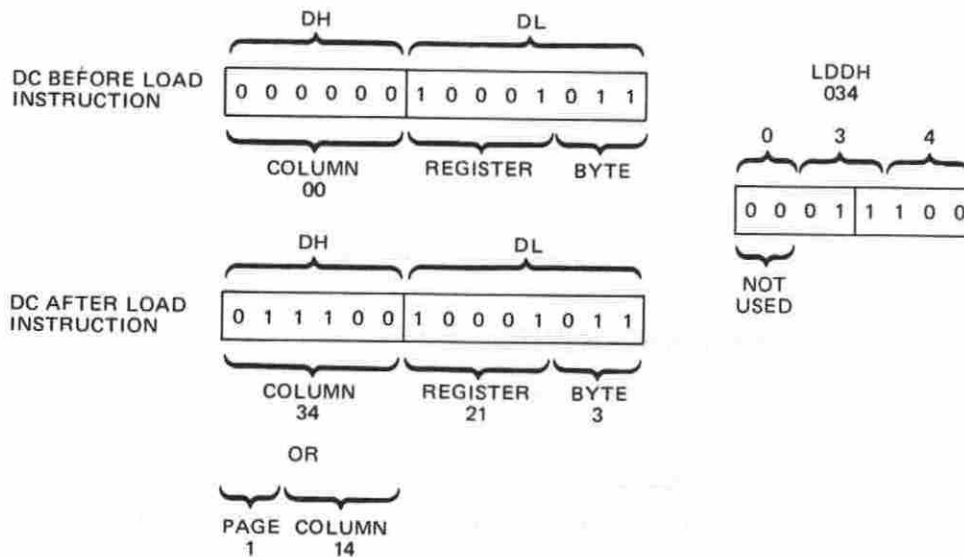 DH DL
DC BEFORE LOAD
INSTRUCTION
0 0 0 0 0 0 1 0 0 0 1 0 1 1
COLUMN REGISTER BYTE
00
LDDH
034
0 3 4
0 0 0 1 1 1 0 0
NOT
USED
DH DL
DC AFTER LOAD
INSTRUCTION
0 1 1 1 0 0 1 0 0 0 1 0 1 1
COLUMN REGISTER BYTE
34 21 3
OR
PAGE COLUMN
1 14